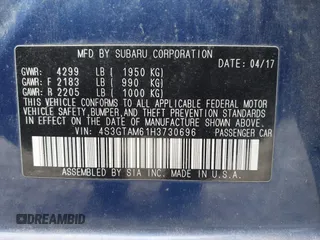 MFD BY SUBARU CORPORATION
GVWR: 4299 LB [ 1950 KG] DATE: 04/17
GAWR: F 2183 LB [ 990 KG]
GAWR: R 2205 LB [ 1000 KG]
THIS VEHICLE CONFORMS TO ALL APPLICABLE FEDERAL MOTOR
VEHICLE SAFETY, BUMPER, AND THEFT PREVENTION STANDARDS
IN EFFECT ON THE DATE OF MANUFACTURE SHOWN ABOVE.
VIN: 4S3GTAM61H3730696 PASSENGER CAR
ASSEMBLED BY SIA INC. MADE IN U.S.A.
DREAMBID